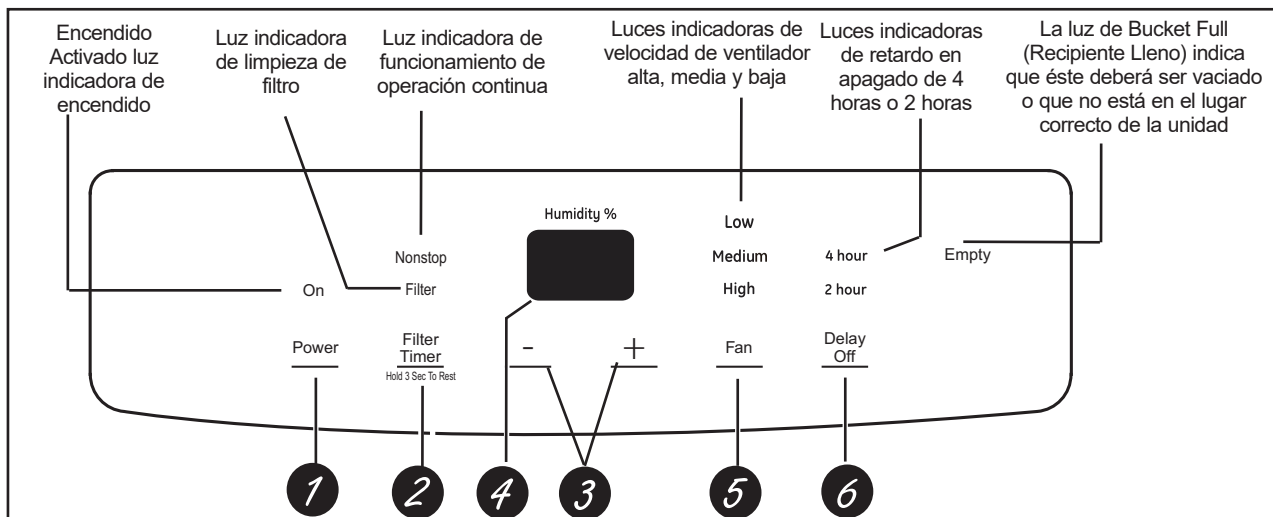 Encendido
Activado luz
indicadora de
encendido
Luz indicadora
de limpieza de
filtro
Luz indicadora de
funcionamiento de
operación continua
Luces indicadoras de
velocidad de ventilador
alta, media y baja
Luces indicadoras
de retardo en
apagado de 4
horas o 2 horas
La luz de Bucket Full
(Recipiente Lleno) indica
que éste deberá ser vaciado
o que no está en el lugar
correcto de la unidad
Humidity %
Low
Nonstop
Medium
4 hour
Empty
On
Filter
High
2 hour
Power
Filter
Timer
Hold 3 Sec To Rest
-
+
Fan
Delay
Off
1
2
4
3
5
6